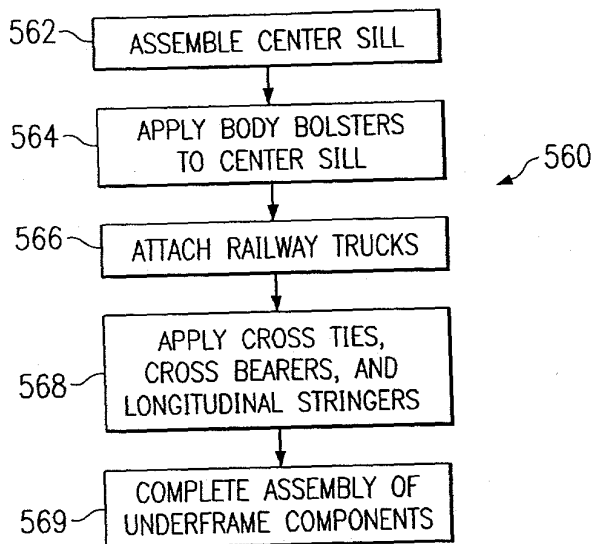 562
ASSEMBLE CENTER SILL
564
APPLY BODY BOLSTERS
TO CENTER SILL
560
566
ATTACH RAILWAY TRUCKS
568
APPLY CROSS TIES,
CROSS BEARERS, AND
LONGITUDINAL STRINGERS
569
COMPLETE ASSEMBLY OF
UNDERFRAME COMPONENTS